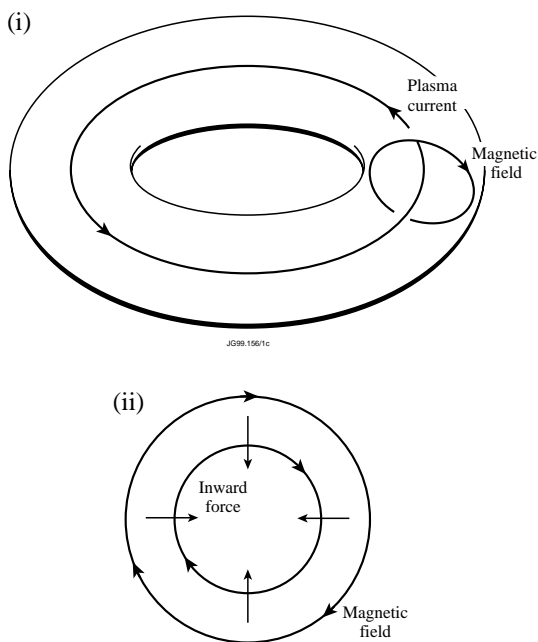 (i)
Plasma
current
Magnetic
field
JG99.156/1c
(ii)
Inward
force
Magnetic
field